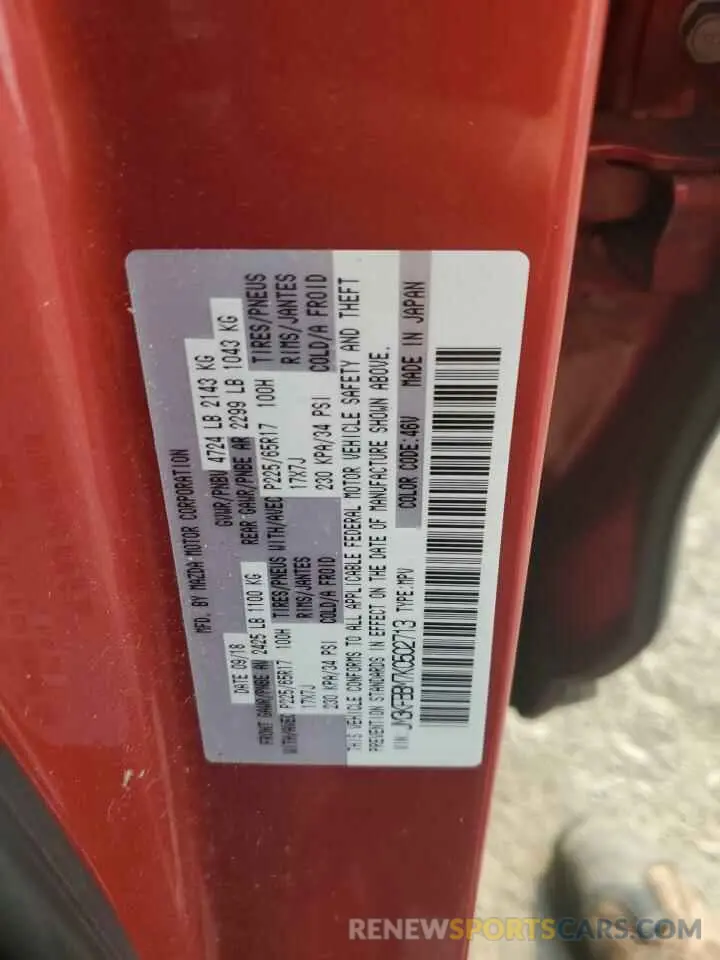 MFD. BY MAZDA MOTOR CORPORATION
DATE 09/18 GVWR/PNBV 4724 LB 2143 KG
FRONT GAWR/PNBE AV 2425 LB 1100 KG REAR GAWR/PNBE AR 2299 LB 1043 KG
WITH/AVEC P225/65R17 100H TIRES/PNEUS WITH/AVEC P225/65R17 100H TIRES/PNEUS
17X7J RIMS/JANTES 17X7J RIMS/JANTES
230 KPA/34 PSI COLD/A FROID 230 KPA/34 PSI COLD/A FROID
THIS VEHICLE CONFORMS TO ALL APPLICABLE FEDERAL MOTOR VEHICLE SAFETY AND THEFT
PREVENTION STANDARDS IN EFFECT ON THE DATE OF MANUFACTURE SHOWN ABOVE.
VIN: JM3KFBBM7K0502713 TYPE:MPV COLOR CODE:46V MADE IN JAPAN
RENEWSPORTSCARS.COM